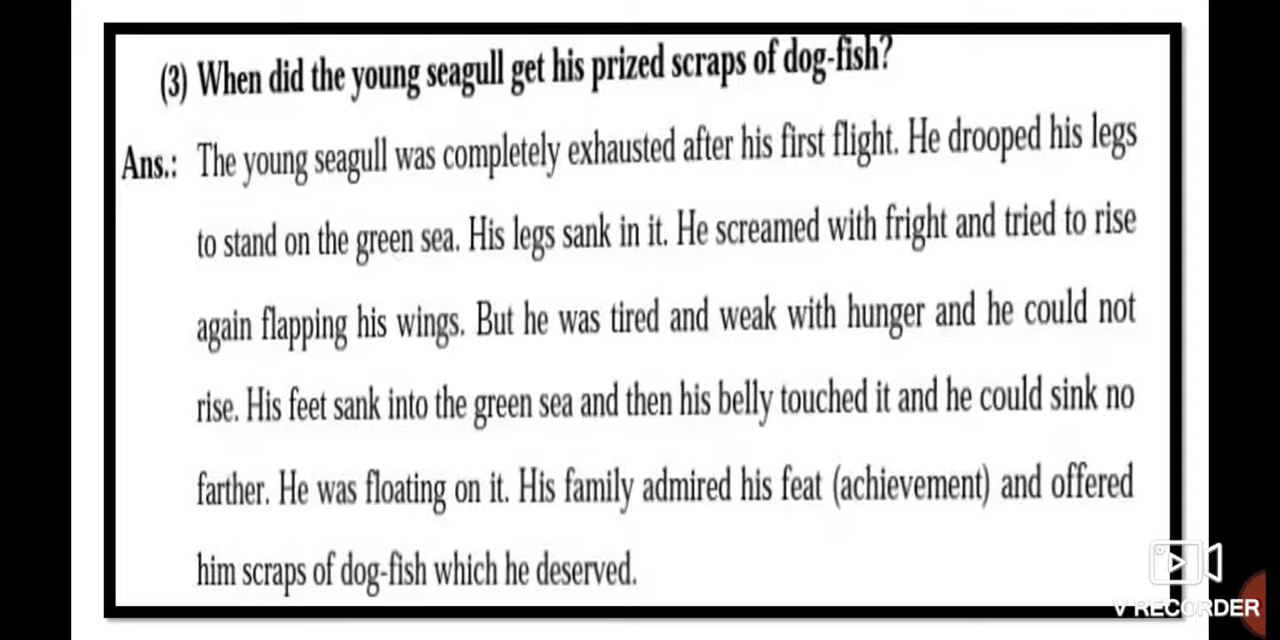 (3) When did the young seagull get his prized scraps of dog-fish?
Ans.: The young seagull was completely exhausted after his first flight. He drooped his legs
to stand on the green sea. His legs sank in it. He screamed with fright and tried to rise
again flapping his wings. But he was tired and weak with hunger and he could not
rise. His feet sank into the green sea and then his belly touched it and he could sink no
farther. He was floating on it. His family admired his feat (achievement) and offered
him scraps of dog-fish which he deserved.
V RECORDER